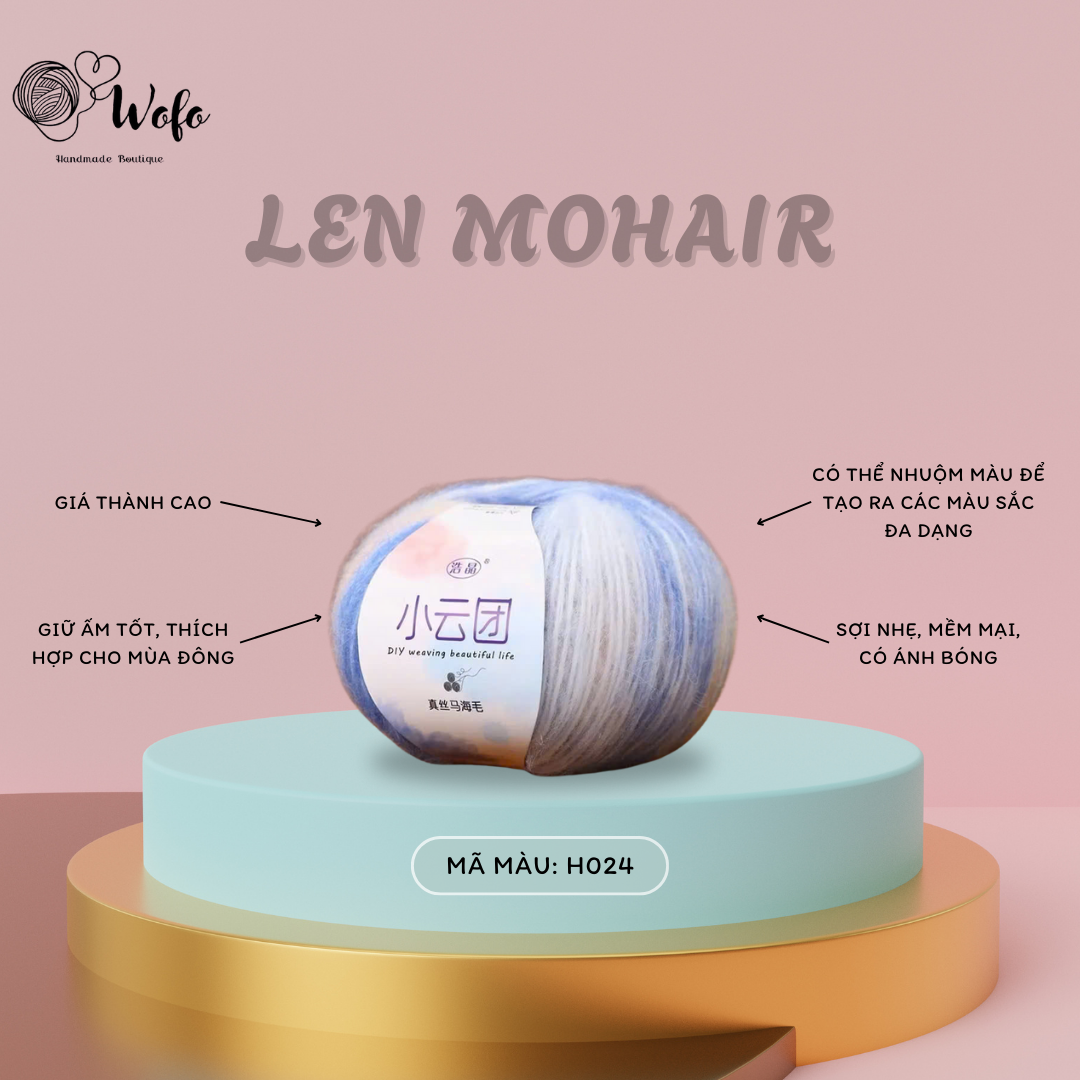 Wofo
Handmade Boutique
LEN MOHAIR
GIÁ THÀNH CAO
CÓ THỂ NHUỘM MÀU ĐỂ
TẠO RA CÁC MÀU SẮC
ĐA DẠNG
GIỮ ẤM TỐT, THÍCH
HỢP CHO MÙA ĐÔNG
SỢI NHẸ, MỀM MẠI,
CÓ ÁNH BÓNG
浩晶®
小云团
DIY weaving beautiful life
真丝马海毛
MÃ MÀU: H024